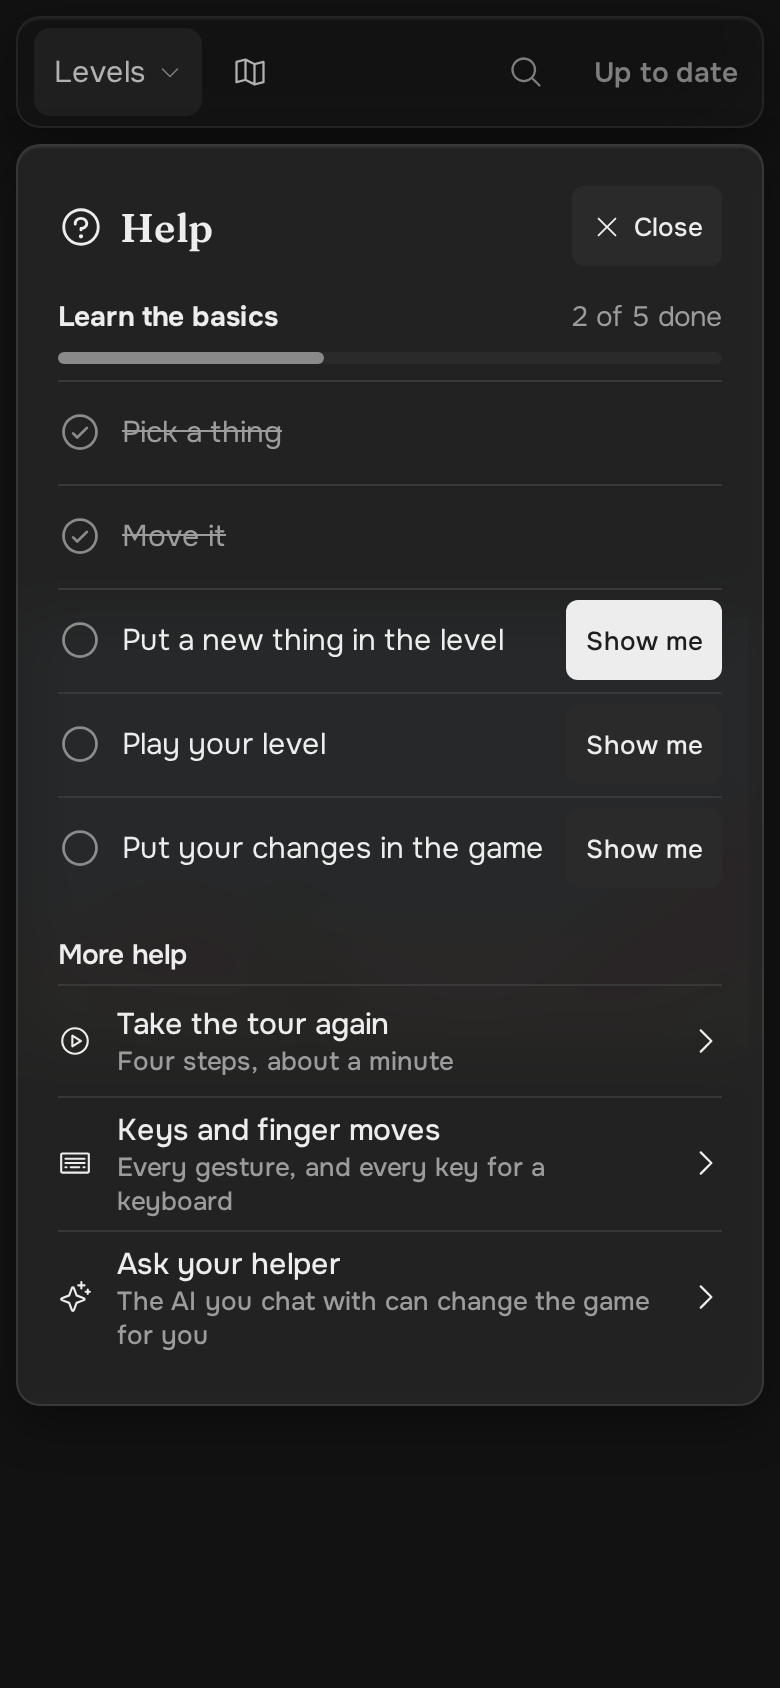 Levels
Up to date
Help
Close
Learn the basics
2 of 5 done
Pick a thing
Move it
Put a new thing in the level
Show me
Play your level
Show me
Put your changes in the game
Show me
More help
Take the tour again
Four steps, about a minute
Keys and finger moves
Every gesture, and every key for a
keyboard
Ask your helper
The AI you chat with can change the game
for you